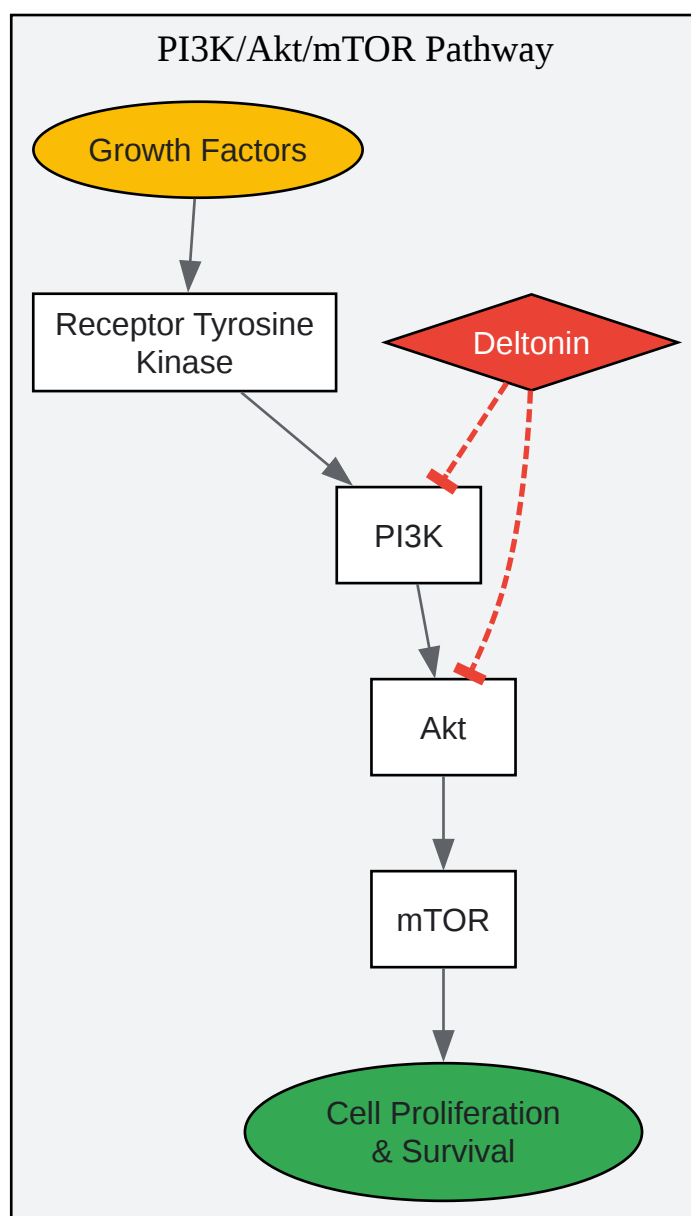 PI3K/Akt/mTOR Pathway
Growth Factors
Receptor Tyrosine
Kinase
Deltonin
PI3K
Akt
mTOR
Cell Proliferation
& Survival